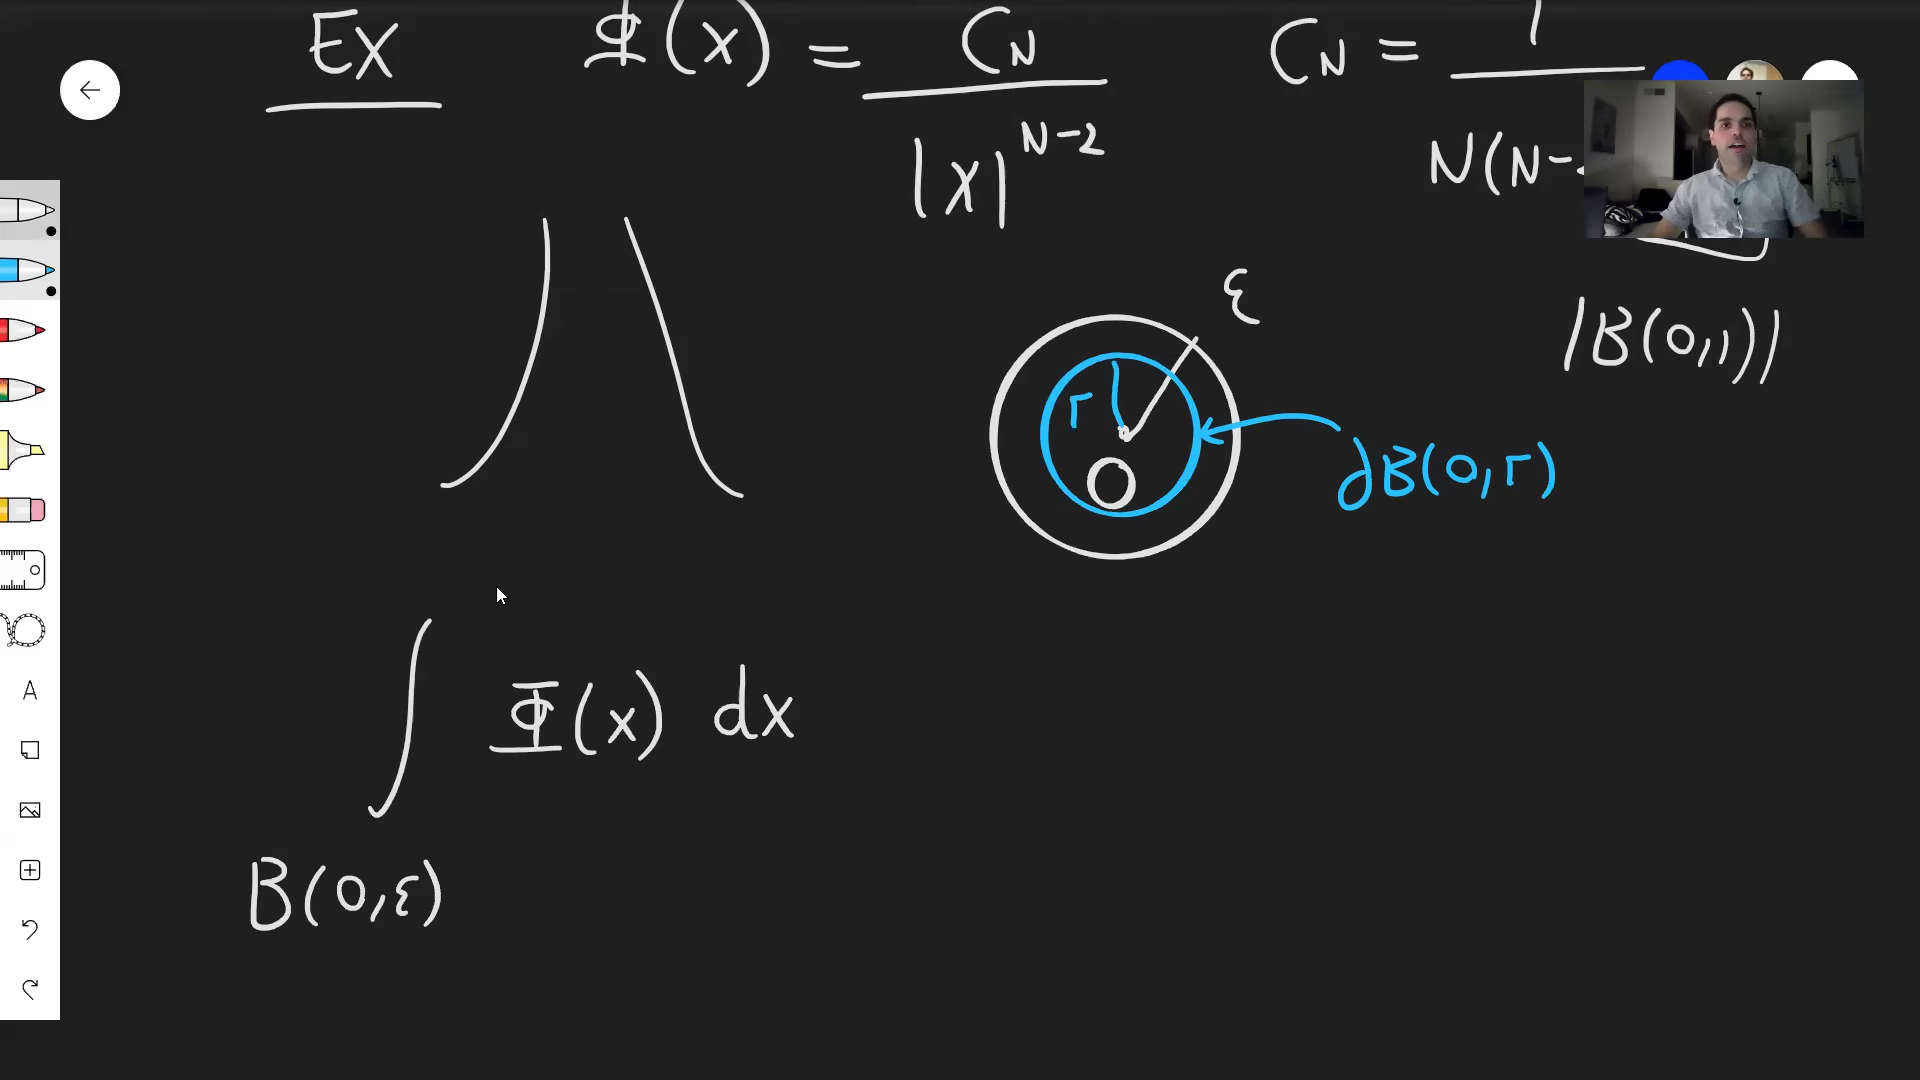 EX Φ(x) = C_N / |x|^{N-2} C_N = 1 / N(N-
ε
|B(0,1)|
r
∂B(0,r)
0
∫ Φ(x) dx
B(0,ε)
A